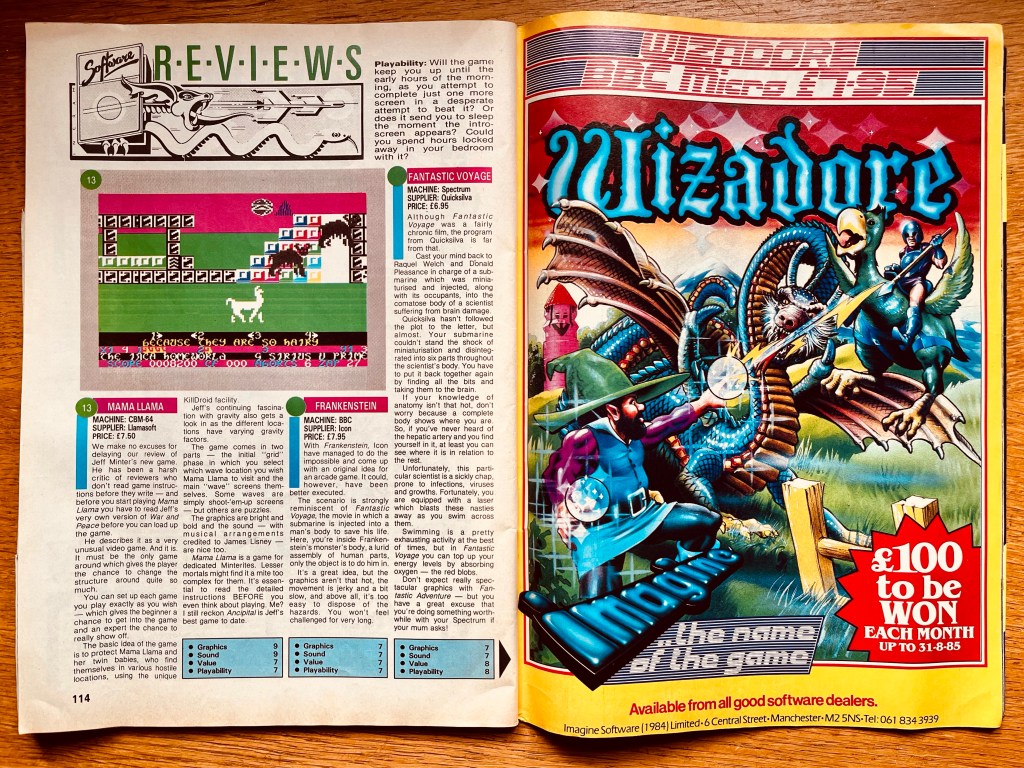 Software
R·E·V·I·E·W·S
Playability: Will the game
keep you up until the
early hours of the morn-
ing, as you attempt to
complete just one more
screen in a desperate
attempt to beat it? Or
does it send you to sleep
the moment the intro-
screen appears? Could
you spend hours locked
away in your bedroom
with it?
13
BECAUSE THEY ARE SO HAIRY
THE INCA HOMEWORLD
G SIRIUS U PRIME
SCORE 0008200
000
6
27
13
MAMA LLAMA
MACHINE: CBM-64
SUPPLIER: Llamasoft
PRICE: £7.50
We make no excuses for
delaying our review of
Jeff Minter's new game.
He has been a harsh
critic of reviewers who
don't read game instruc-
tions before they write — and
before you start playing Mama
Llama you have to read Jeff's
very own version of War and
Peace before you can load up
the game.
He describes it as a very
unusual video game. And it is.
It must be the only game
around which gives the player
the chance to change the
structure around quite so
much.
You can set up each game
you play exactly as you wish
— which gives the beginner a
chance to get into the game
and an expert the chance to
really show off.
The basic idea of the game
is to protect Mama Llama and
her twin babies, who find
themselves in various hostile
locations, using the unique
KillDroid facility.
Jeff's continuing fascina-
tion with gravity also gets a
look in as the different loca-
tions have varying gravity
factors.
The game comes in two
parts — the initial "grid"
phase in which you select
which wave location you wish
Mama Llama to visit and the
main "wave" screens them-
selves. Some waves are
simply shoot-'em-up screens
— but others are puzzles.
The graphics are bright and
bold and the sound — with
musical arrangements
credited to James Lisney —
are nice too.
Mama Llama is a game for
dedicated Minterites. Lesser
mortals might find it a mite too
complex for them. It's essen-
tial to read the detailed
instructions BEFORE you
even think about playing. Me?
I still reckon Ancipital is Jeff's
best game to date.
• Graphics 9
• Sound 9
• Value 7
• Playability 7
FRANKENSTEIN
MACHINE: BBC
SUPPLIER: Icon
PRICE: £7.95
With Frankenstein, Icon
have managed to do the
impossible and come up
with an original idea for
an arcade game. It could,
however, have been
better executed.
The scenario is strongly
reminiscent of Fantastic
Voyage, the movie in which a
submarine is injected into a
man's body to save his life.
Here, you're inside Franken-
stein's monster's body, a lurid
assembly of human parts,
only the object is to do him in.
It's a great idea, but the
graphics aren't that hot, the
movement is jerky and a bit
slow, and above all, it's too
easy to dispose of the
hazards. You won't feel
challenged for very long.
• Graphics 7
• Sound 7
• Value 7
• Playability 7
FANTASTIC VOYAGE
MACHINE: Spectrum
SUPPLIER: Quicksilva
PRICE: £6.95
Although Fantastic
Voyage was a fairly
chronic film, the program
from Quicksilva is far
from that.
Cast your mind back to
Raquel Welch and Donald
Pleasance in charge of a sub-
marine which was minia-
turised and injected, along
with its occupants, into the
comatose body of a scientist
suffering from brain damage.
Quicksilva hasn't followed
the plot to the letter, but
almost. Your submarine
couldn't stand the shock of
miniaturisation and disinteg-
rated into six parts throughout
the scientist's body. You have
to put it back together again
by finding all the bits and
taking them to the brain.
If your knowledge of
anatomy isn't that hot, don't
worry because a complete
body shows where you are.
So, if you've never heard of
the hepatic artery and you find
yourself in it, at least you can
see where it is in relation to
the rest.
Unfortunately, this parti-
cular scientist is a sickly chap,
prone to infections, viruses
and growths. Fortunately, you
are equipped with a laser
which blasts these nasties
away as you swim across
them.
Swimming is a pretty
exhausting activity at the best
of times, but in Fantastic
Voyage you can top up your
energy levels by absorbing
oxygen — the red blobs.
Don't expect really spec-
tacular graphics with Fan-
tastic Adventure — but you
have a great excuse that
you're doing something worth-
while with your Spectrum if
your mum asks!
• Graphics 7
• Sound 7
• Value 8
• Playability 8
114
WIZADORE
BBC Micro £7.95
Wizadore
£100
to be
WON
EACH MONTH
UP TO 31-8-85
Imagine
...the name
of the game
Available from all good software dealers.
Imagine Software (1984) Limited • 6 Central Street • Manchester • M2 5NS • Tel: 061 834 3939